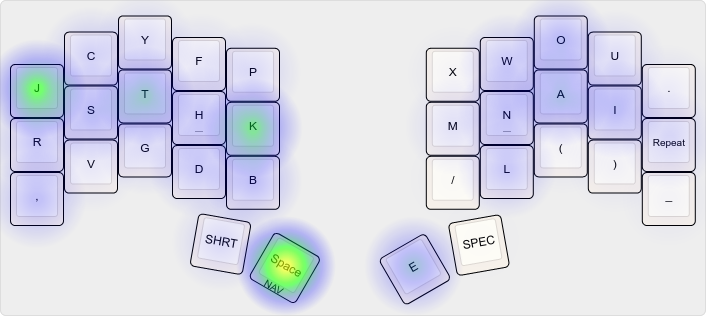 J C Y F P X W O U .
R S T H K M N A I Repeat
, V G D B / L ( ) _
SHRT Space E SPEC
NAV